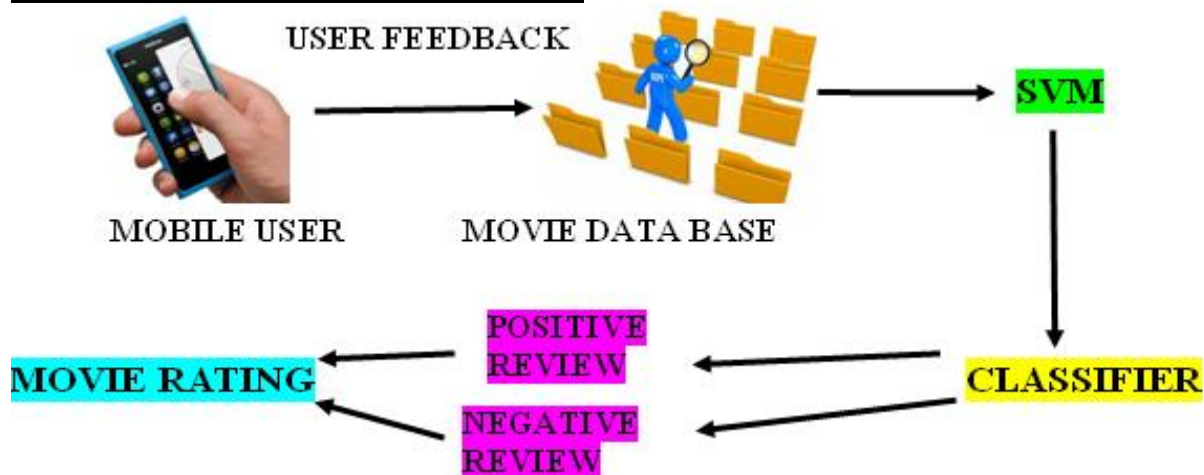 USER FEEDBACK
MOBILE USER
MOVIE DATA BASE
SVM
CLASSIFIER
POSITIVE
REVIEW
NEGATIVE
REVIEW
MOVIE RATING